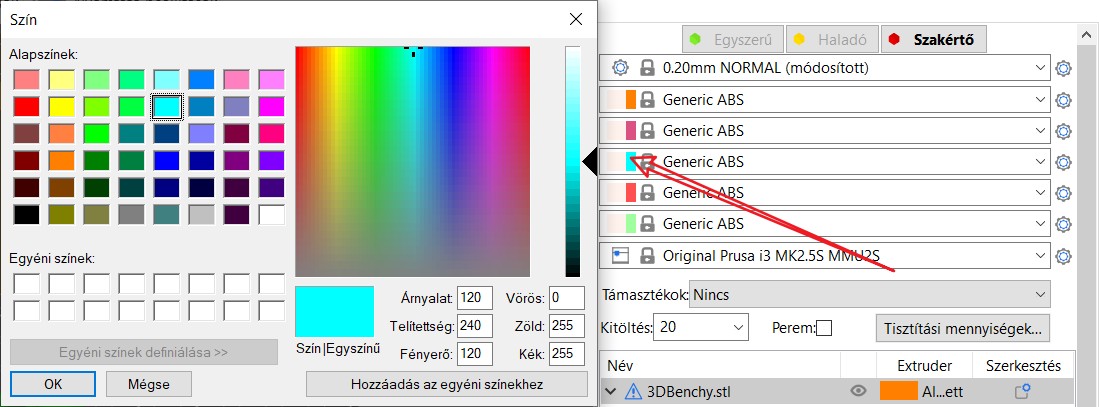 Szín
Alapszínek:
Egyéni színek:
Egyéni színek definiálása >>
OK
Mégse
Szín|Egyszínű
Árnyalat: 120
Telítettség: 240
Fényerő: 120
Vörös: 0
Zöld: 255
Kék: 255
Hozzáadás az egyéni színekhez
Egyszerű
Haladó
Szakértő
0.20mm NORMAL (módosított)
Generic ABS
Generic ABS
Generic ABS
Generic ABS
Generic ABS
Original Prusa i3 MK2.5S MMU2S
Támasztékok: Nincs
Kitöltés: 20
Perem:
Tisztítási mennyiségek...
Név
Extruder
Szerkesztés
3DBenchy.stl
Al...ett